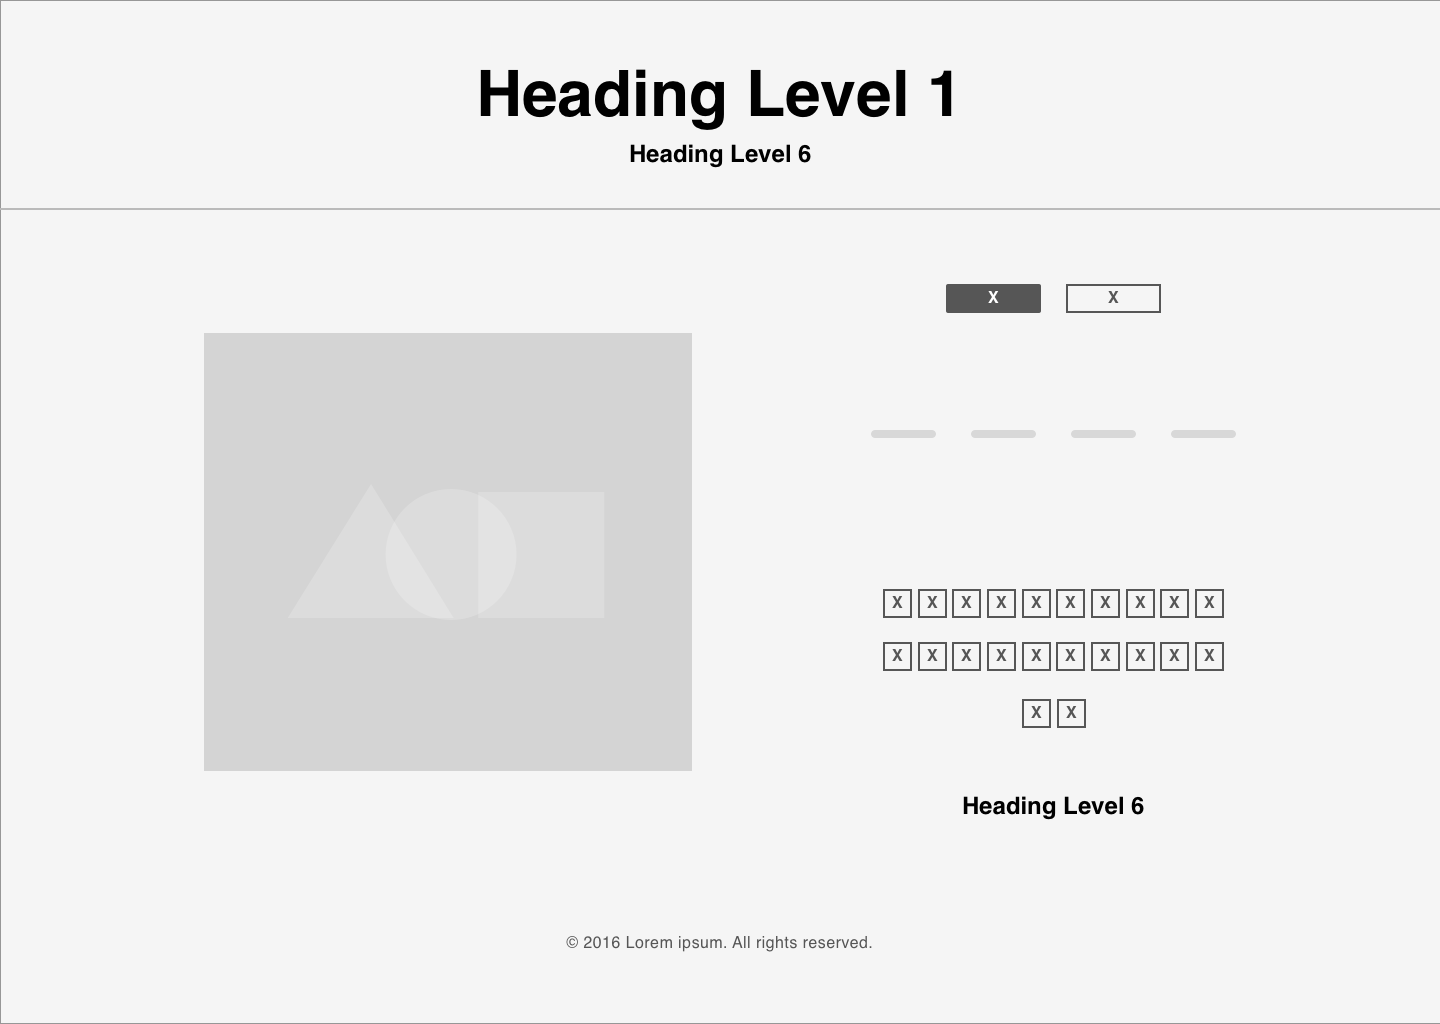 Heading Level 1
Heading Level 6
X X
X X X X X X X X X X
X X X X X X X X X X
X X
Heading Level 6
© 2016 Lorem ipsum. All rights reserved.